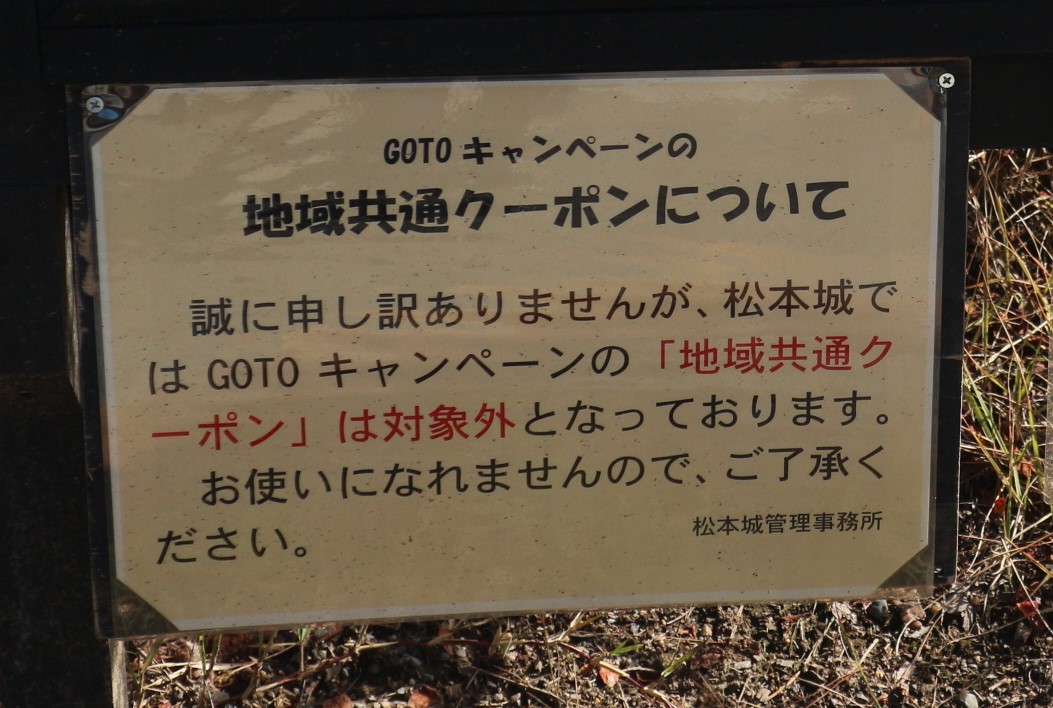 GOTO キャンペーンの
地域共通クーポンについて
誠に申し訳ありませんが、松本城で
は GOTO キャンペーンの「地域共通ク
ーポン」は対象外となっております。
お使いになれませんので、ご了承く
ださい。
松本城管理事務所